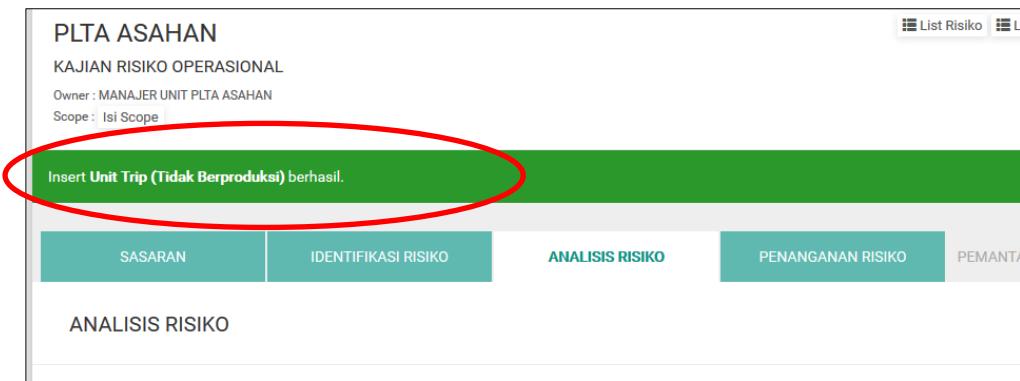 PLTA ASAHAN
List Risiko
KAJIAN RISIKO OPERASIONAL
Owner : MANAJER UNIT PLTA ASAHAN
Scope : Isi Scope
Insert Unit Trip (Tidak Berproduksi) berhasil.
SASARAN IDENTIFIKASI RISIKO ANALISIS RISIKO PENANGANAN RISIKO
ANALISIS RISIKO